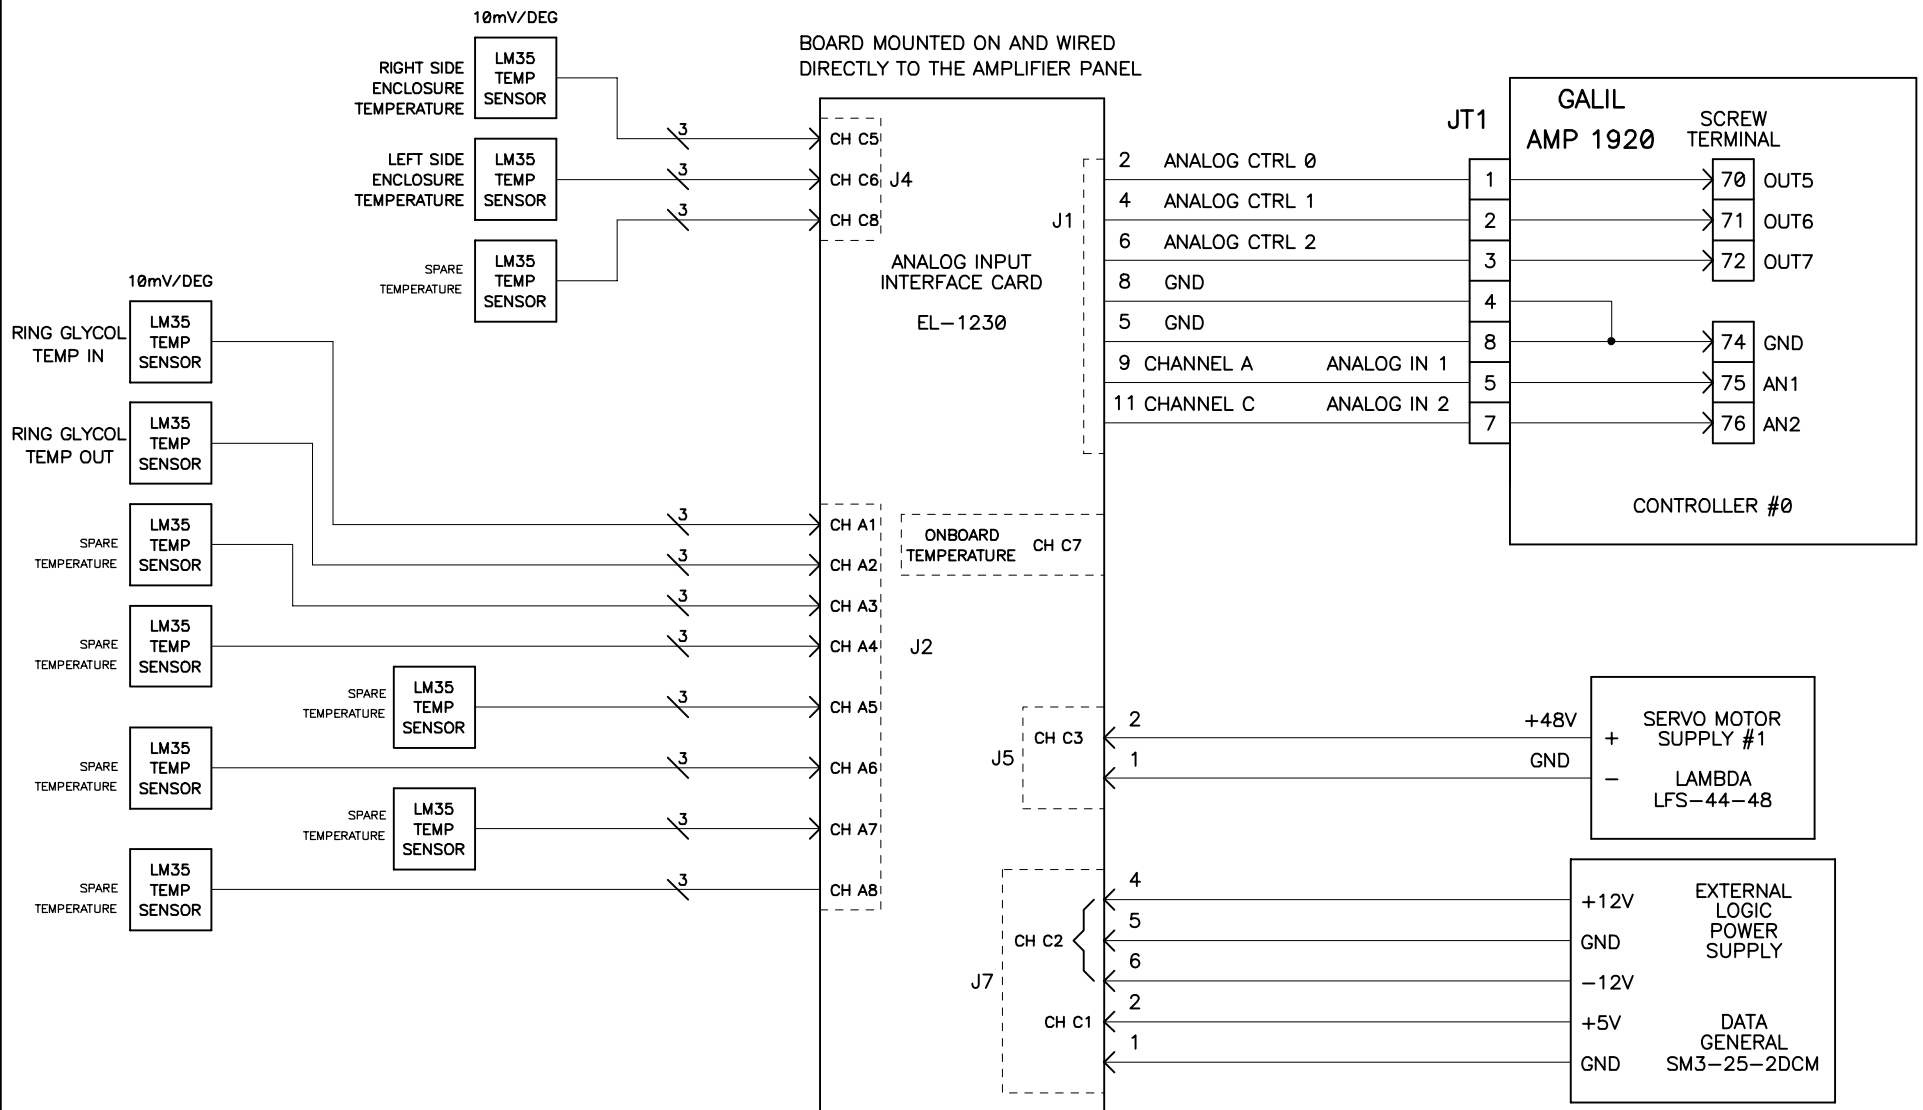 10mV/DEG
LM35
TEMP
SENSOR
RIGHT SIDE
ENCLOSURE
TEMPERATURE
3
LM35
TEMP
SENSOR
LEFT SIDE
ENCLOSURE
TEMPERATURE
3
LM35
TEMP
SENSOR
SPARE
TEMPERATURE
3
10mV/DEG
RING GLYCOL
TEMP IN
LM35
TEMP
SENSOR
3
RING GLYCOL
TEMP OUT
LM35
TEMP
SENSOR
3
SPARE
TEMPERATURE
LM35
TEMP
SENSOR
3
SPARE
TEMPERATURE
LM35
TEMP
SENSOR
3
SPARE
TEMPERATURE
LM35
TEMP
SENSOR
3
SPARE
TEMPERATURE
LM35
TEMP
SENSOR
3
SPARE
TEMPERATURE
LM35
TEMP
SENSOR
3
SPARE
TEMPERATURE
LM35
TEMP
SENSOR
3
BOARD MOUNTED ON AND WIRED
DIRECTLY TO THE AMPLIFIER PANEL
CH C5
CH C6
CH C8
J4
ANALOG INPUT
INTERFACE CARD
EL-1230
CH A1
CH A2
CH A3
CH A4
CH A5
CH A6
CH A7
CH A8
J2
ONBOARD
TEMPERATURE
CH C7
J1
2 ANALOG CTRL 0
4 ANALOG CTRL 1
6 ANALOG CTRL 2
8 GND
5 GND
9 CHANNEL A ANALOG IN 1
11 CHANNEL C ANALOG IN 2
JT1
1
2
3
4
8
5
7
GALIL
AMP 1920
SCREW
TERMINAL
70 OUT5
71 OUT6
72 OUT7
74 GND
75 AN1
76 AN2
CONTROLLER #0
J5
CH C3
2
1
+48V
GND
+
−
SERVO MOTOR
SUPPLY #1
LAMBDA
LFS-44-48
J7
CH C2
CH C1
4
5
6
2
1
+12V
GND
-12V
+5V
GND
EXTERNAL
LOGIC
POWER
SUPPLY
DATA
GENERAL
SM3-25-2DCM